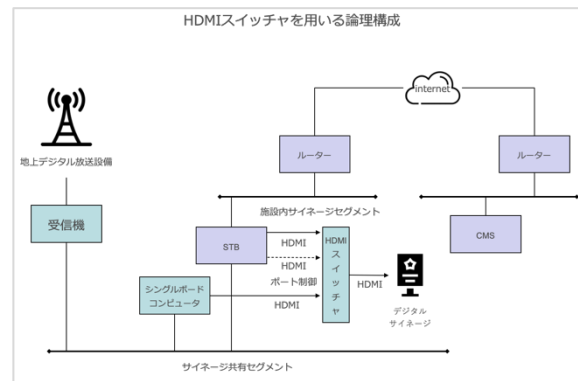 HDMIスイッチャを用いる論理構成
internet
地上デジタル放送設備
ルーター
ルーター
受信機
施設内サイネージセグメント
STB
HDMI
HDMI
ポート制御
HDMI
スイッチャ
HDMI
CMS
シングルボード
コンピュータ
HDMI
デジタル
サイネージ
サイネージ共有セグメント